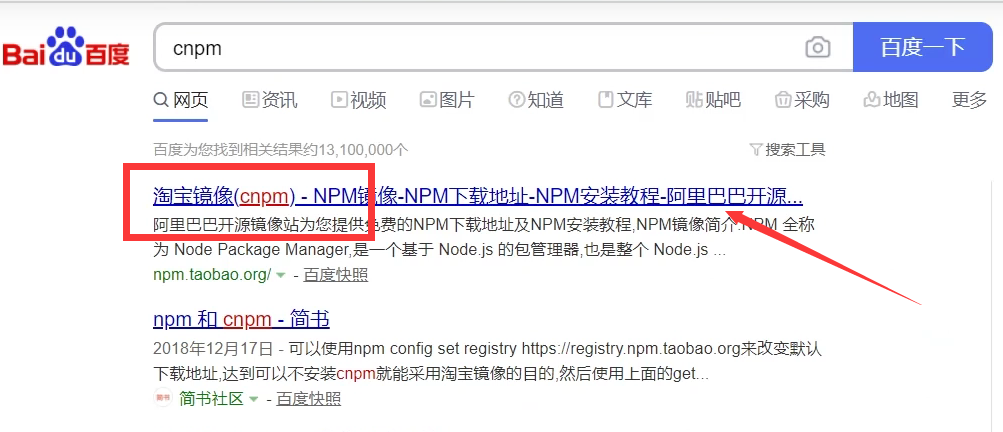 Bai du 百度
cnpm
百度一下
网页 资讯 视频 图片 知道 文库 贴吧 采购 地图 更多
百度为您找到相关结果约13,100,000个
搜索工具
淘宝镜像(cnpm) - NPM镜像-NPM下载地址-NPM安装教程-阿里巴巴开源...
阿里巴巴开源镜像站为您提供免费的NPM下载地址及NPM安装教程,NPM镜像简介:NPM 全称
为 Node Package Manager,是一个基于 Node.js 的包管理器,也是整个 Node.js ...
npm.taobao.org/ - 百度快照
npm 和 cnpm - 简书
2018年12月17日 - 可以使用npm config set registry https://registry.npm.taobao.org来改变默认
下载地址,达到可以不安装cnpm就能采用淘宝镜像的目的,然后使用上面的get...
简书 简书社区 - 百度快照